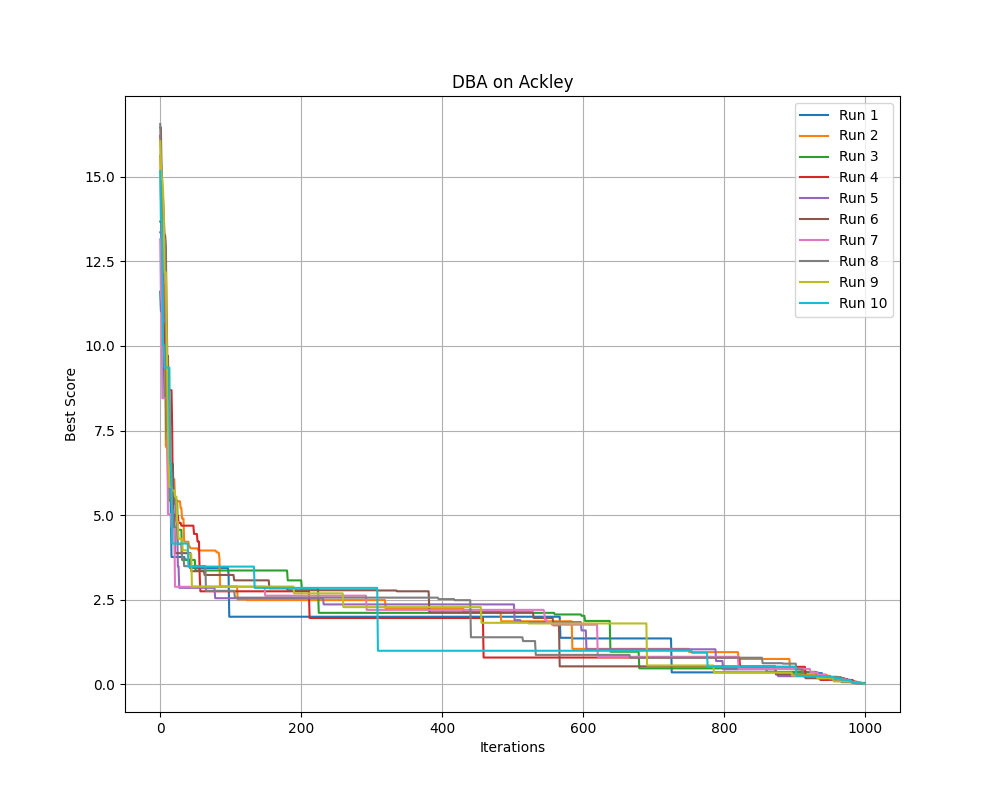 DBA on Ackley
Run 1
Run 2
Run 3
Run 4
Run 5
Run 6
Run 7
Run 8
Run 9
Run 10
15.0
12.5
10.0
7.5
5.0
2.5
0.0
Best Score
0 200 400 600 800 1000
Iterations